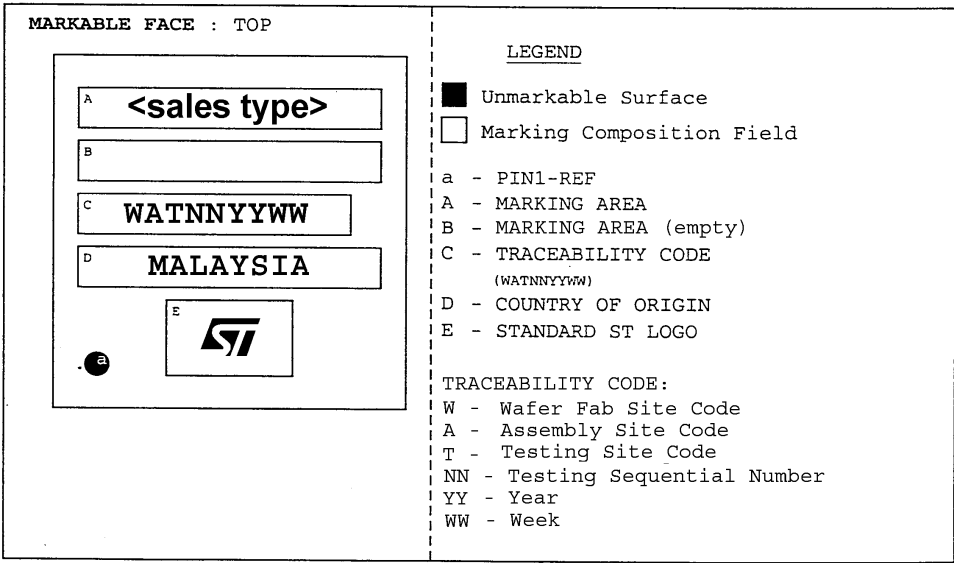 MARKABLE FACE : TOP
A <sales type>
B
C WATNNYYWW
D MALAYSIA
E
ST
a
LEGEND
Unmarkable Surface
Marking Composition Field
a - PIN1-REF
A - MARKING AREA
B - MARKING AREA (empty)
C - TRACEABILITY CODE
(WATNNYYWW)
D - COUNTRY OF ORIGIN
E - STANDARD ST LOGO
TRACEABILITY CODE:
W - Wafer Fab Site Code
A - Assembly Site Code
T - Testing Site Code
NN - Testing Sequential Number
YY - Year
WW - Week